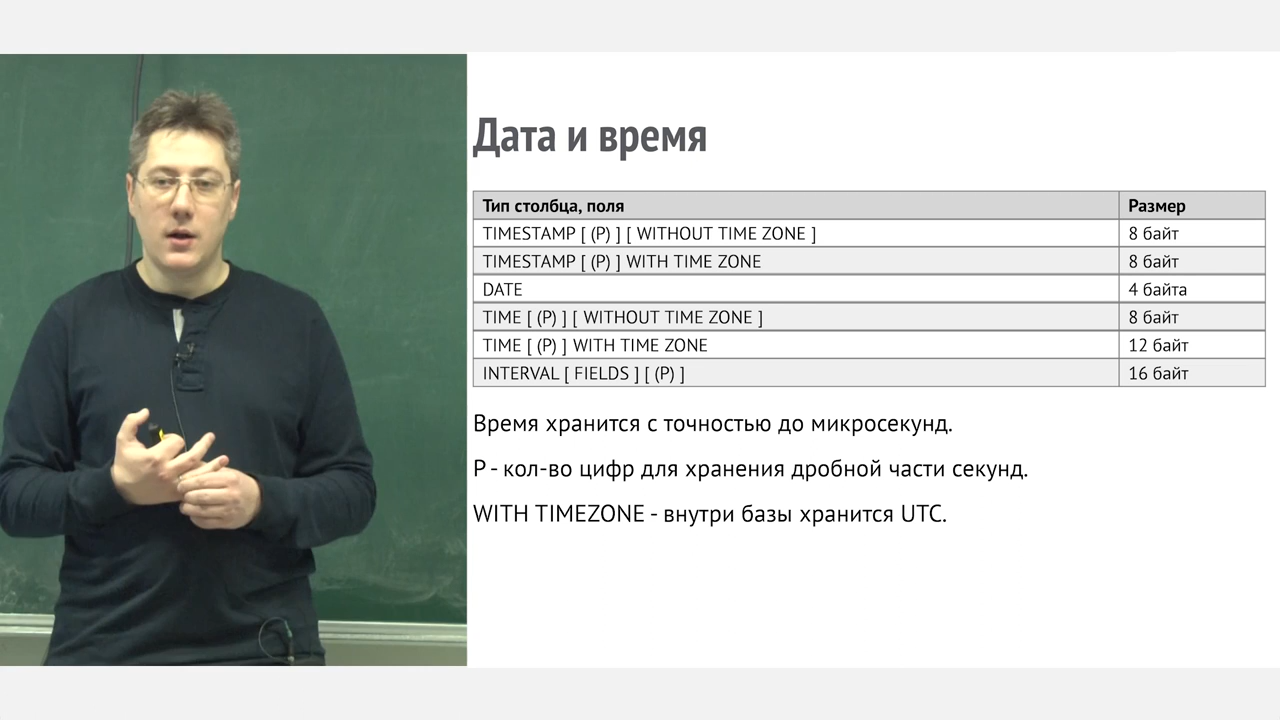 Дата и время
Тип столбца, поля Размер
TIMESTAMP [ (P) ] [ WITHOUT TIME ZONE ] 8 байт
TIMESTAMP [ (P) ] WITH TIME ZONE 8 байт
DATE 4 байта
TIME [ (P) ] [ WITHOUT TIME ZONE ] 8 байт
TIME [ (P) ] WITH TIME ZONE 12 байт
INTERVAL [ FIELDS ] [ (P) ] 16 байт
Время хранится с точностью до микросекунд.
P - кол-во цифр для хранения дробной части секунд.
WITH TIMEZONE - внутри базы хранится UTC.